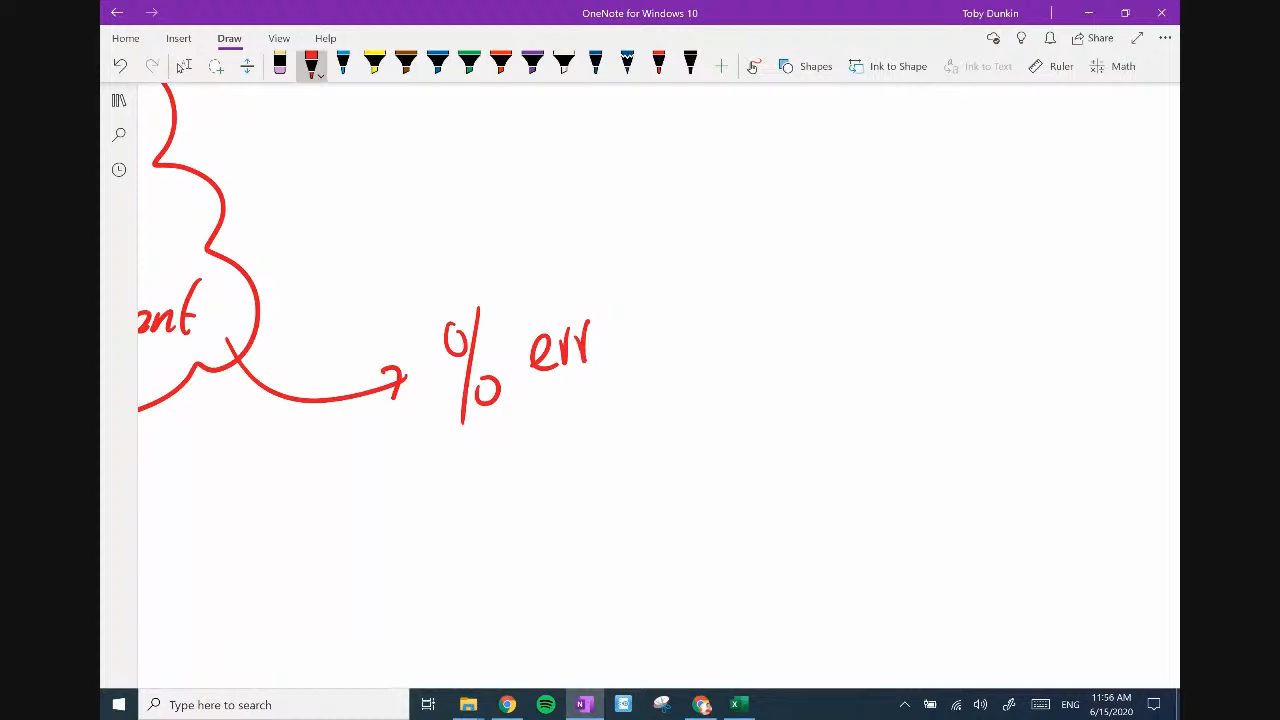 OneNote for Windows 10
Toby Dunkin
Home Insert Draw View Help
Share
Shapes Ink to Shape Ink to Text Ruler Math
ant
% err
Type here to search
ENG
11:56 AM
6/15/2020